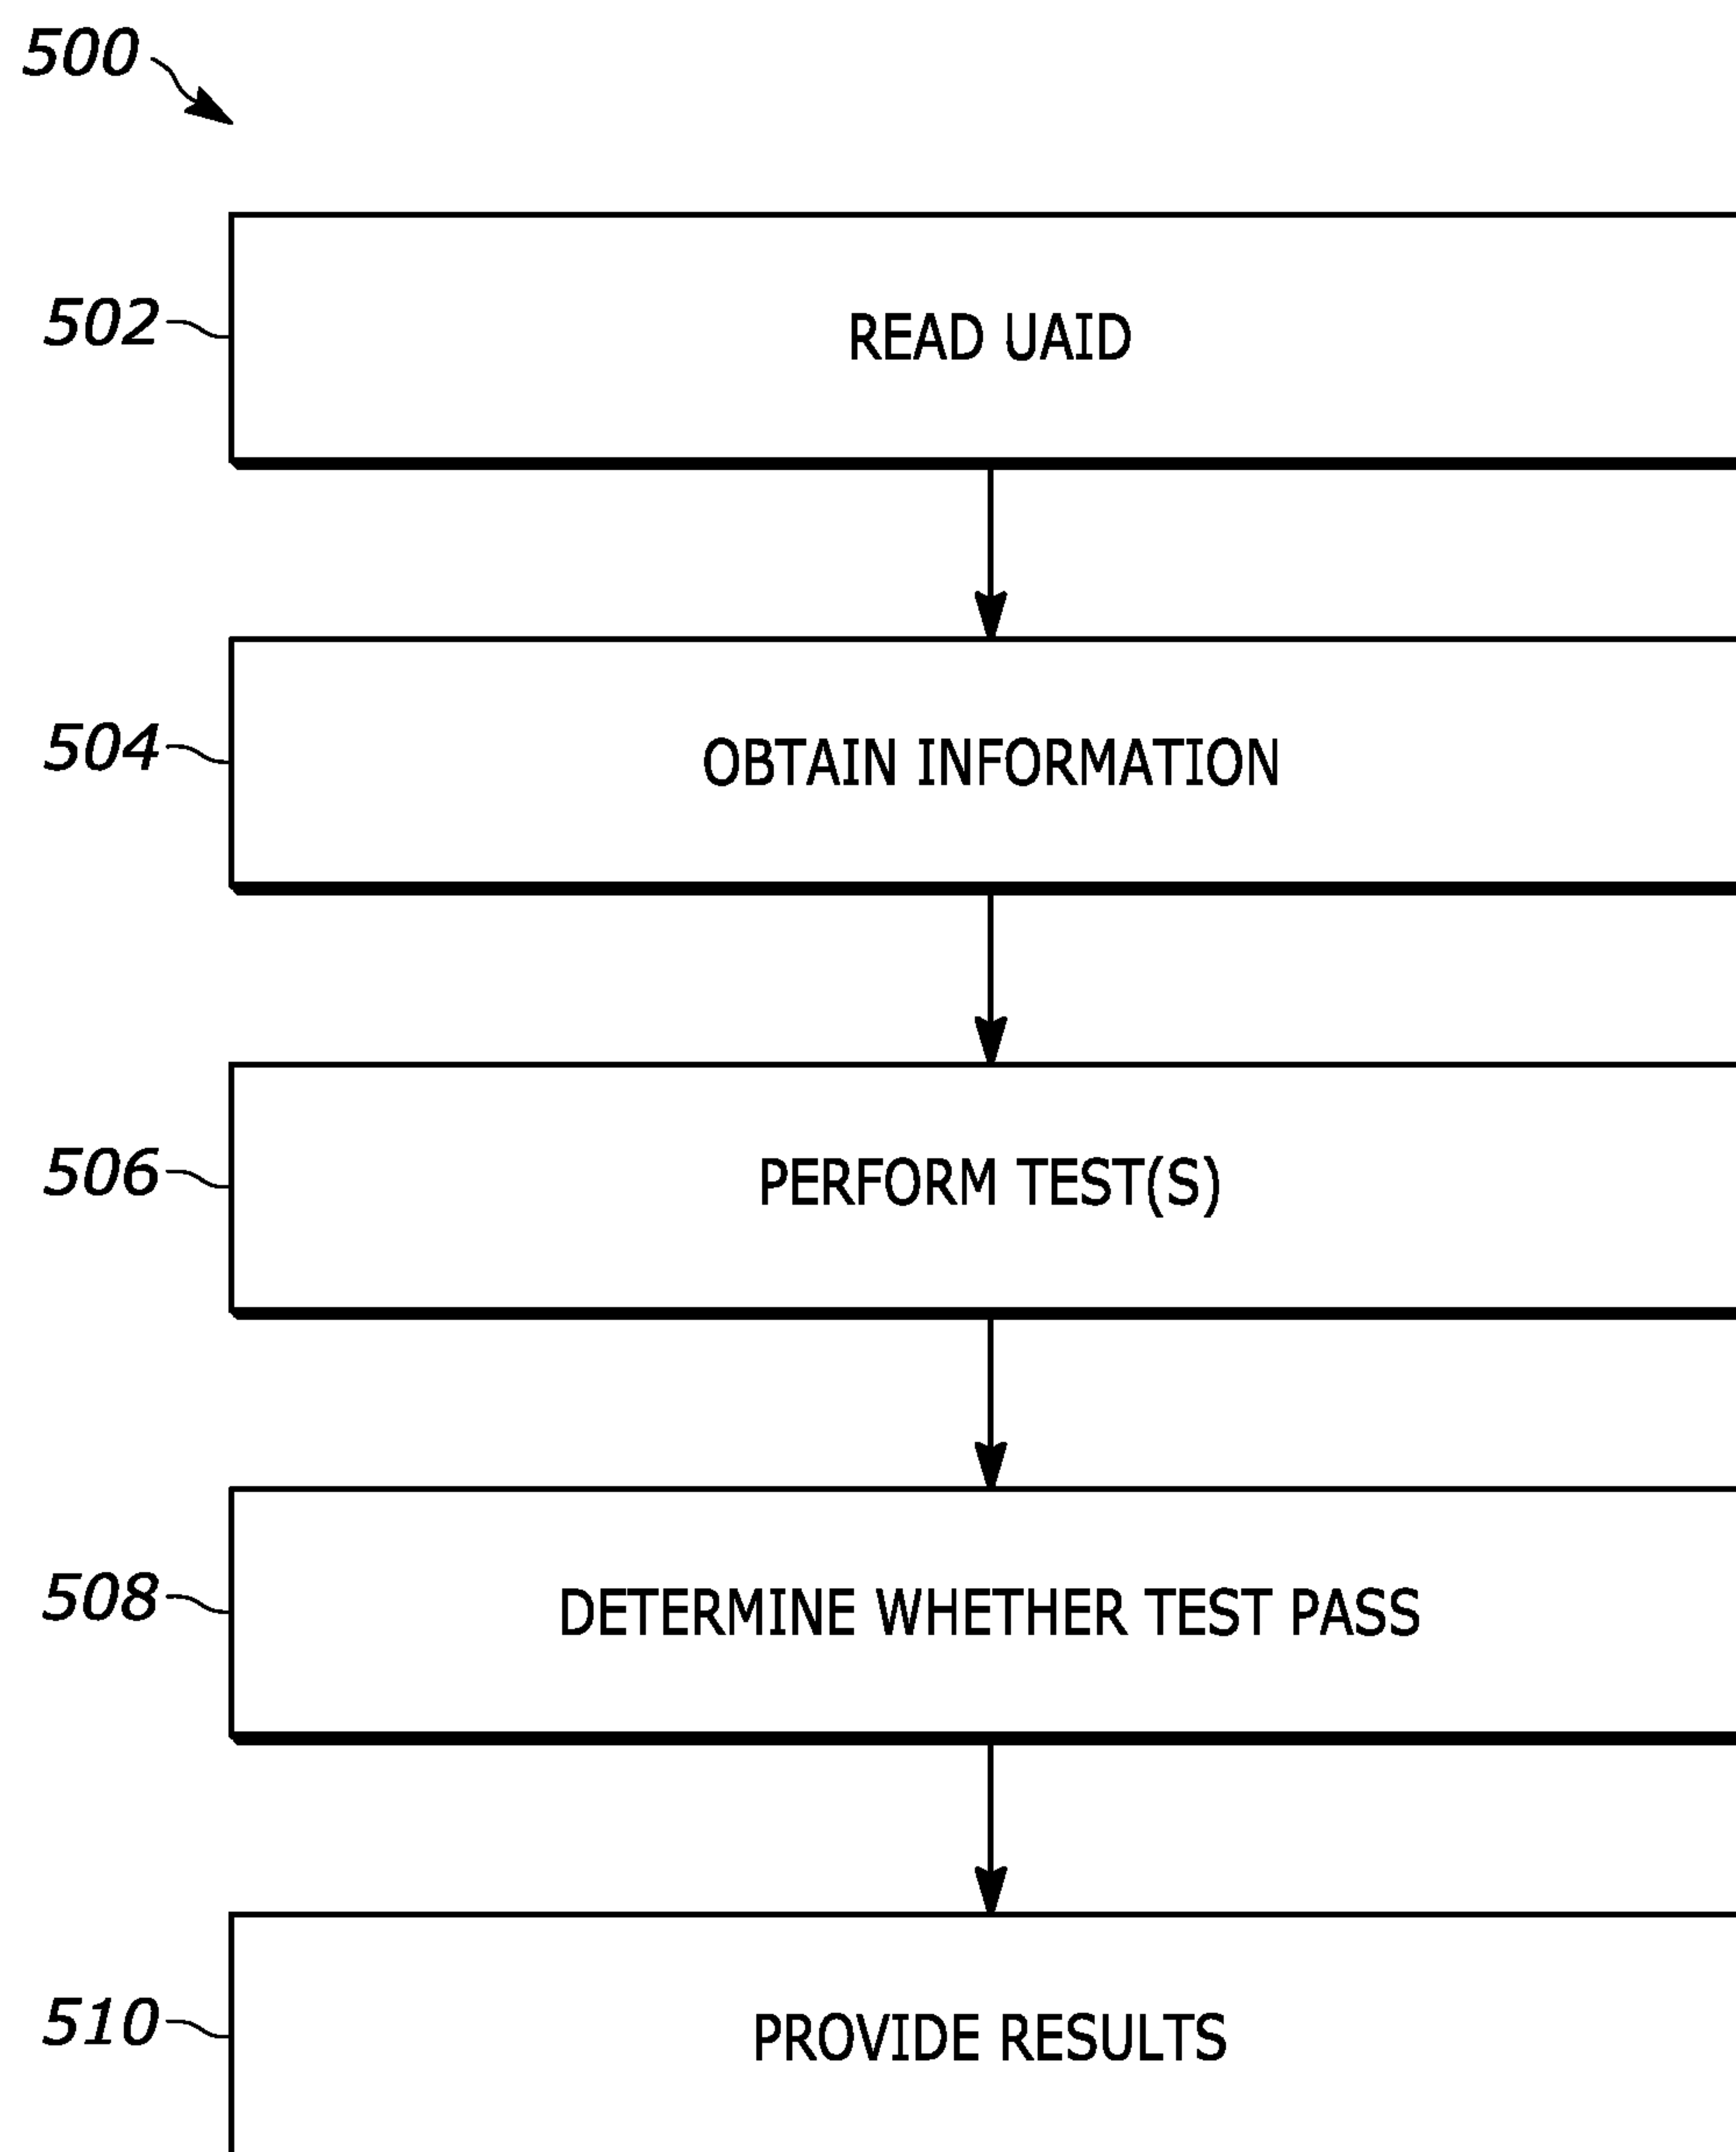 500
502
READ UAID
504
OBTAIN INFORMATION
506
PERFORM TEST(S)
508
DETERMINE WHETHER TEST PASS
510
PROVIDE RESULTS